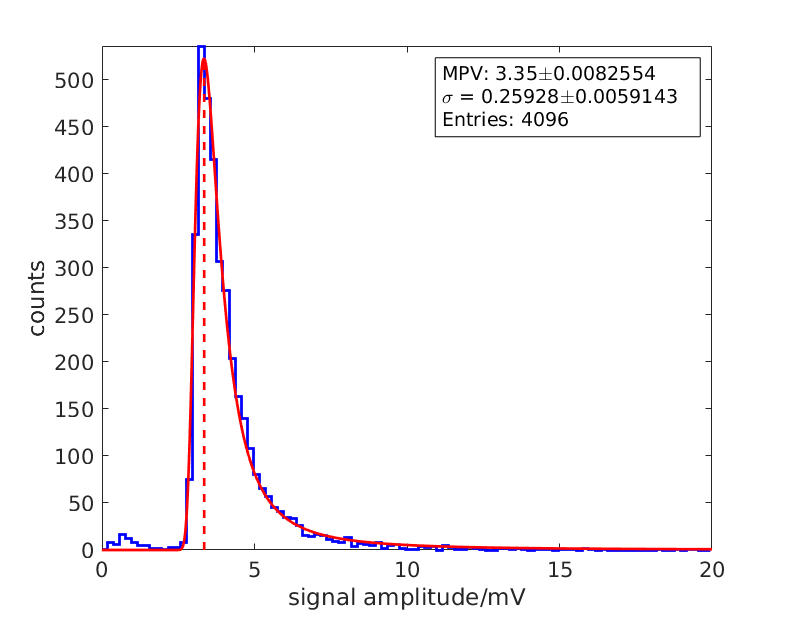 MPV: 3.35±0.0082554
σ = 0.25928±0.0059143
Entries: 4096
500
450
400
350
300
250
200
150
100
50
0
counts
0 5 10 15 20
signal amplitude/mV